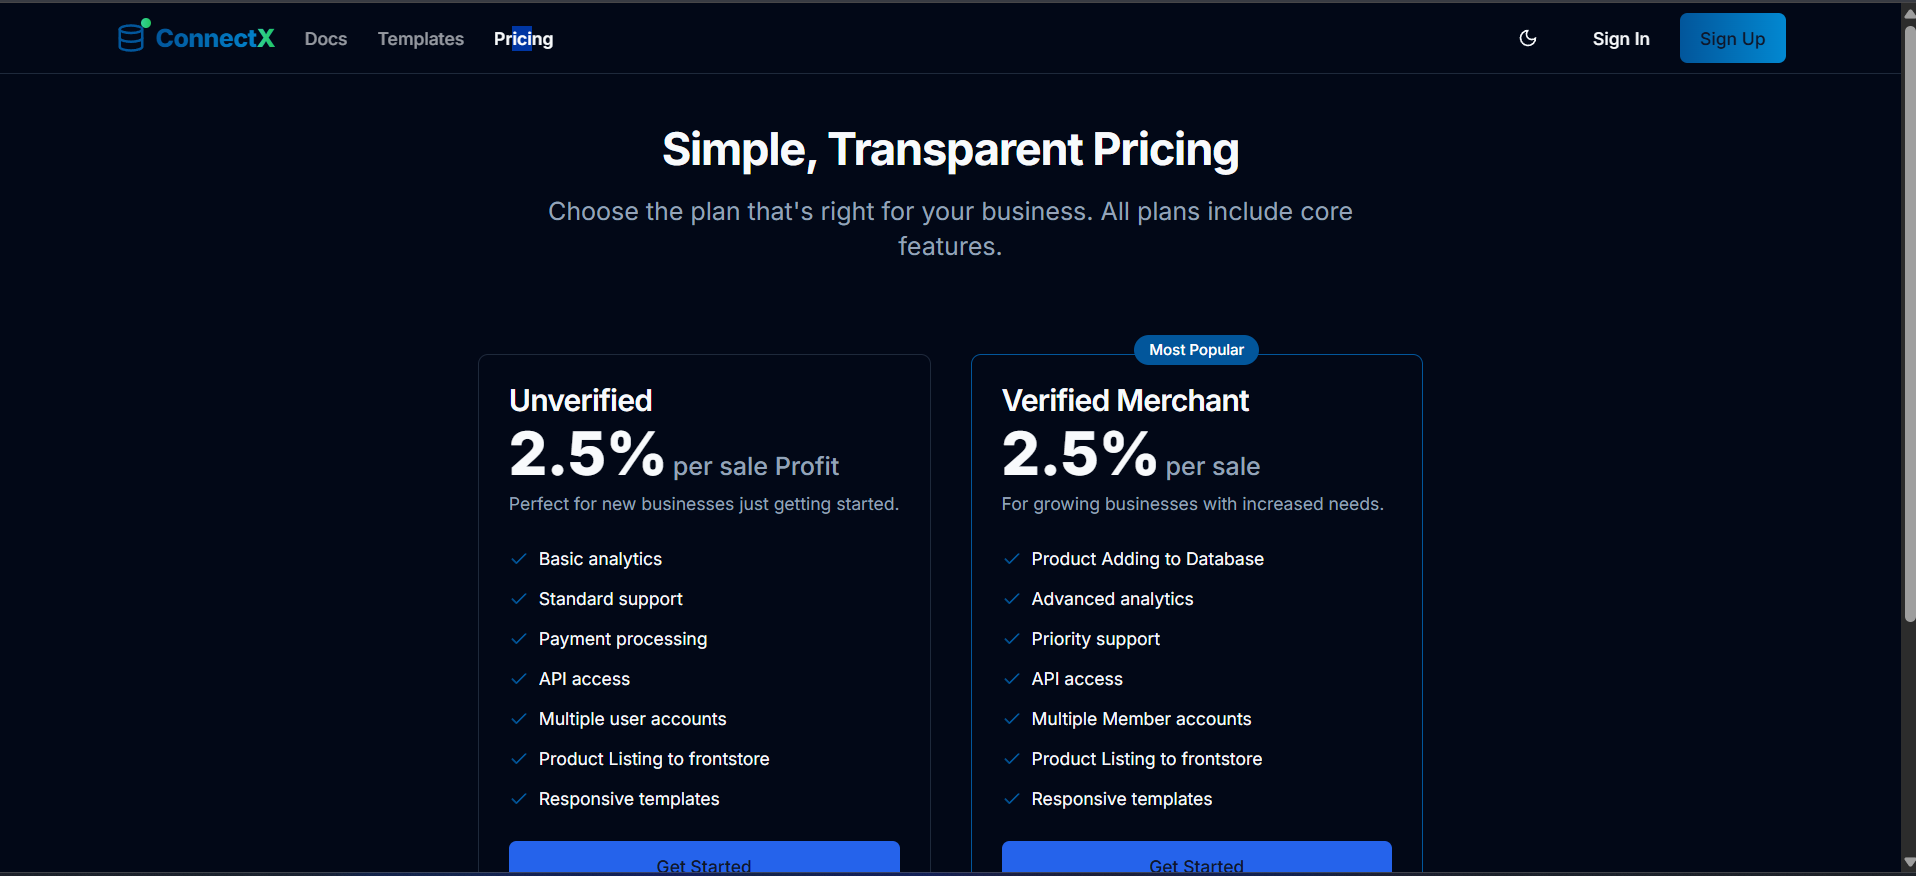 ConnectX Docs Templates Pricing Sign In Sign Up
Simple, Transparent Pricing
Choose the plan that's right for your business. All plans include core
features.
Unverified
2.5% per sale Profit
Perfect for new businesses just getting started.
Basic analytics
Standard support
Payment processing
API access
Multiple user accounts
Product Listing to frontstore
Responsive templates
Get Started
Most Popular
Verified Merchant
2.5% per sale
For growing businesses with increased needs.
Product Adding to Database
Advanced analytics
Priority support
API access
Multiple Member accounts
Product Listing to frontstore
Responsive templates
Get Started